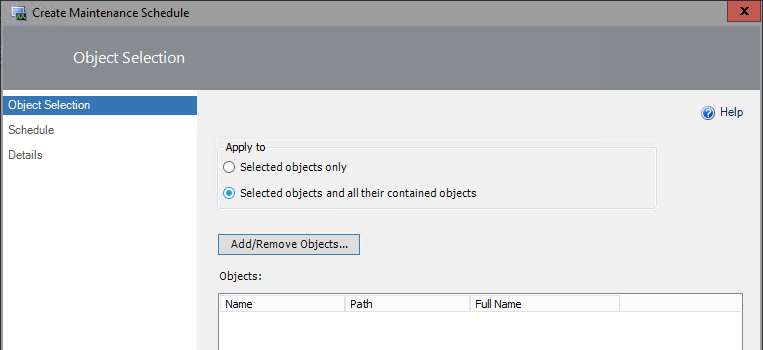 Create Maintenance Schedule
X
Object Selection
Object Selection
Schedule
Details
? Help
Apply to
Selected objects only
Selected objects and all their contained objects
Add/Remove Objects...
Objects:
Name Path Full Name